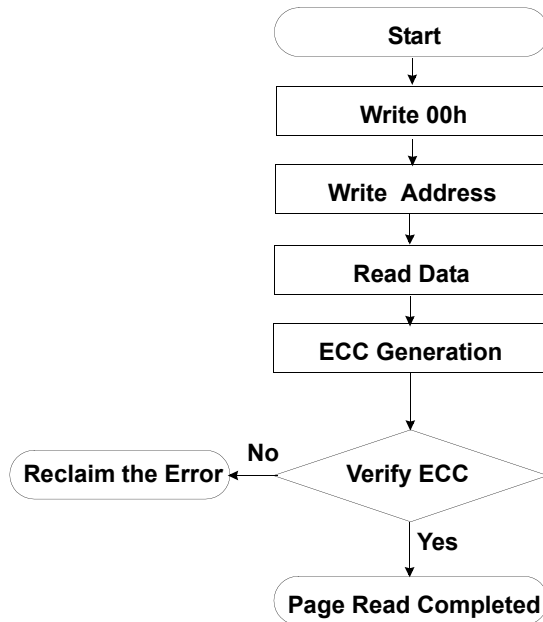 Start
Write 00h
Write Address
Read Data
ECC Generation
No
Reclaim the Error
Verify ECC
Yes
Page Read Completed